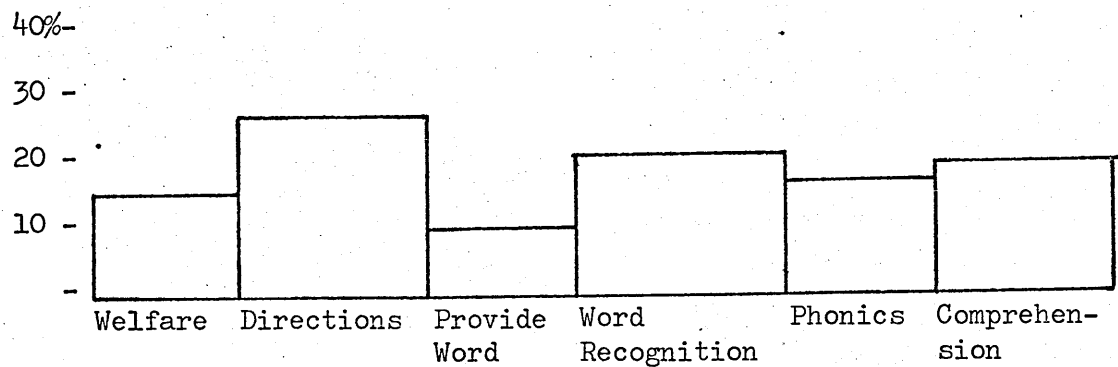 40%-
30 -
20 -
10 -
-
Welfare Directions Provide Word Phonics Comprehen-
Word Recognition sion